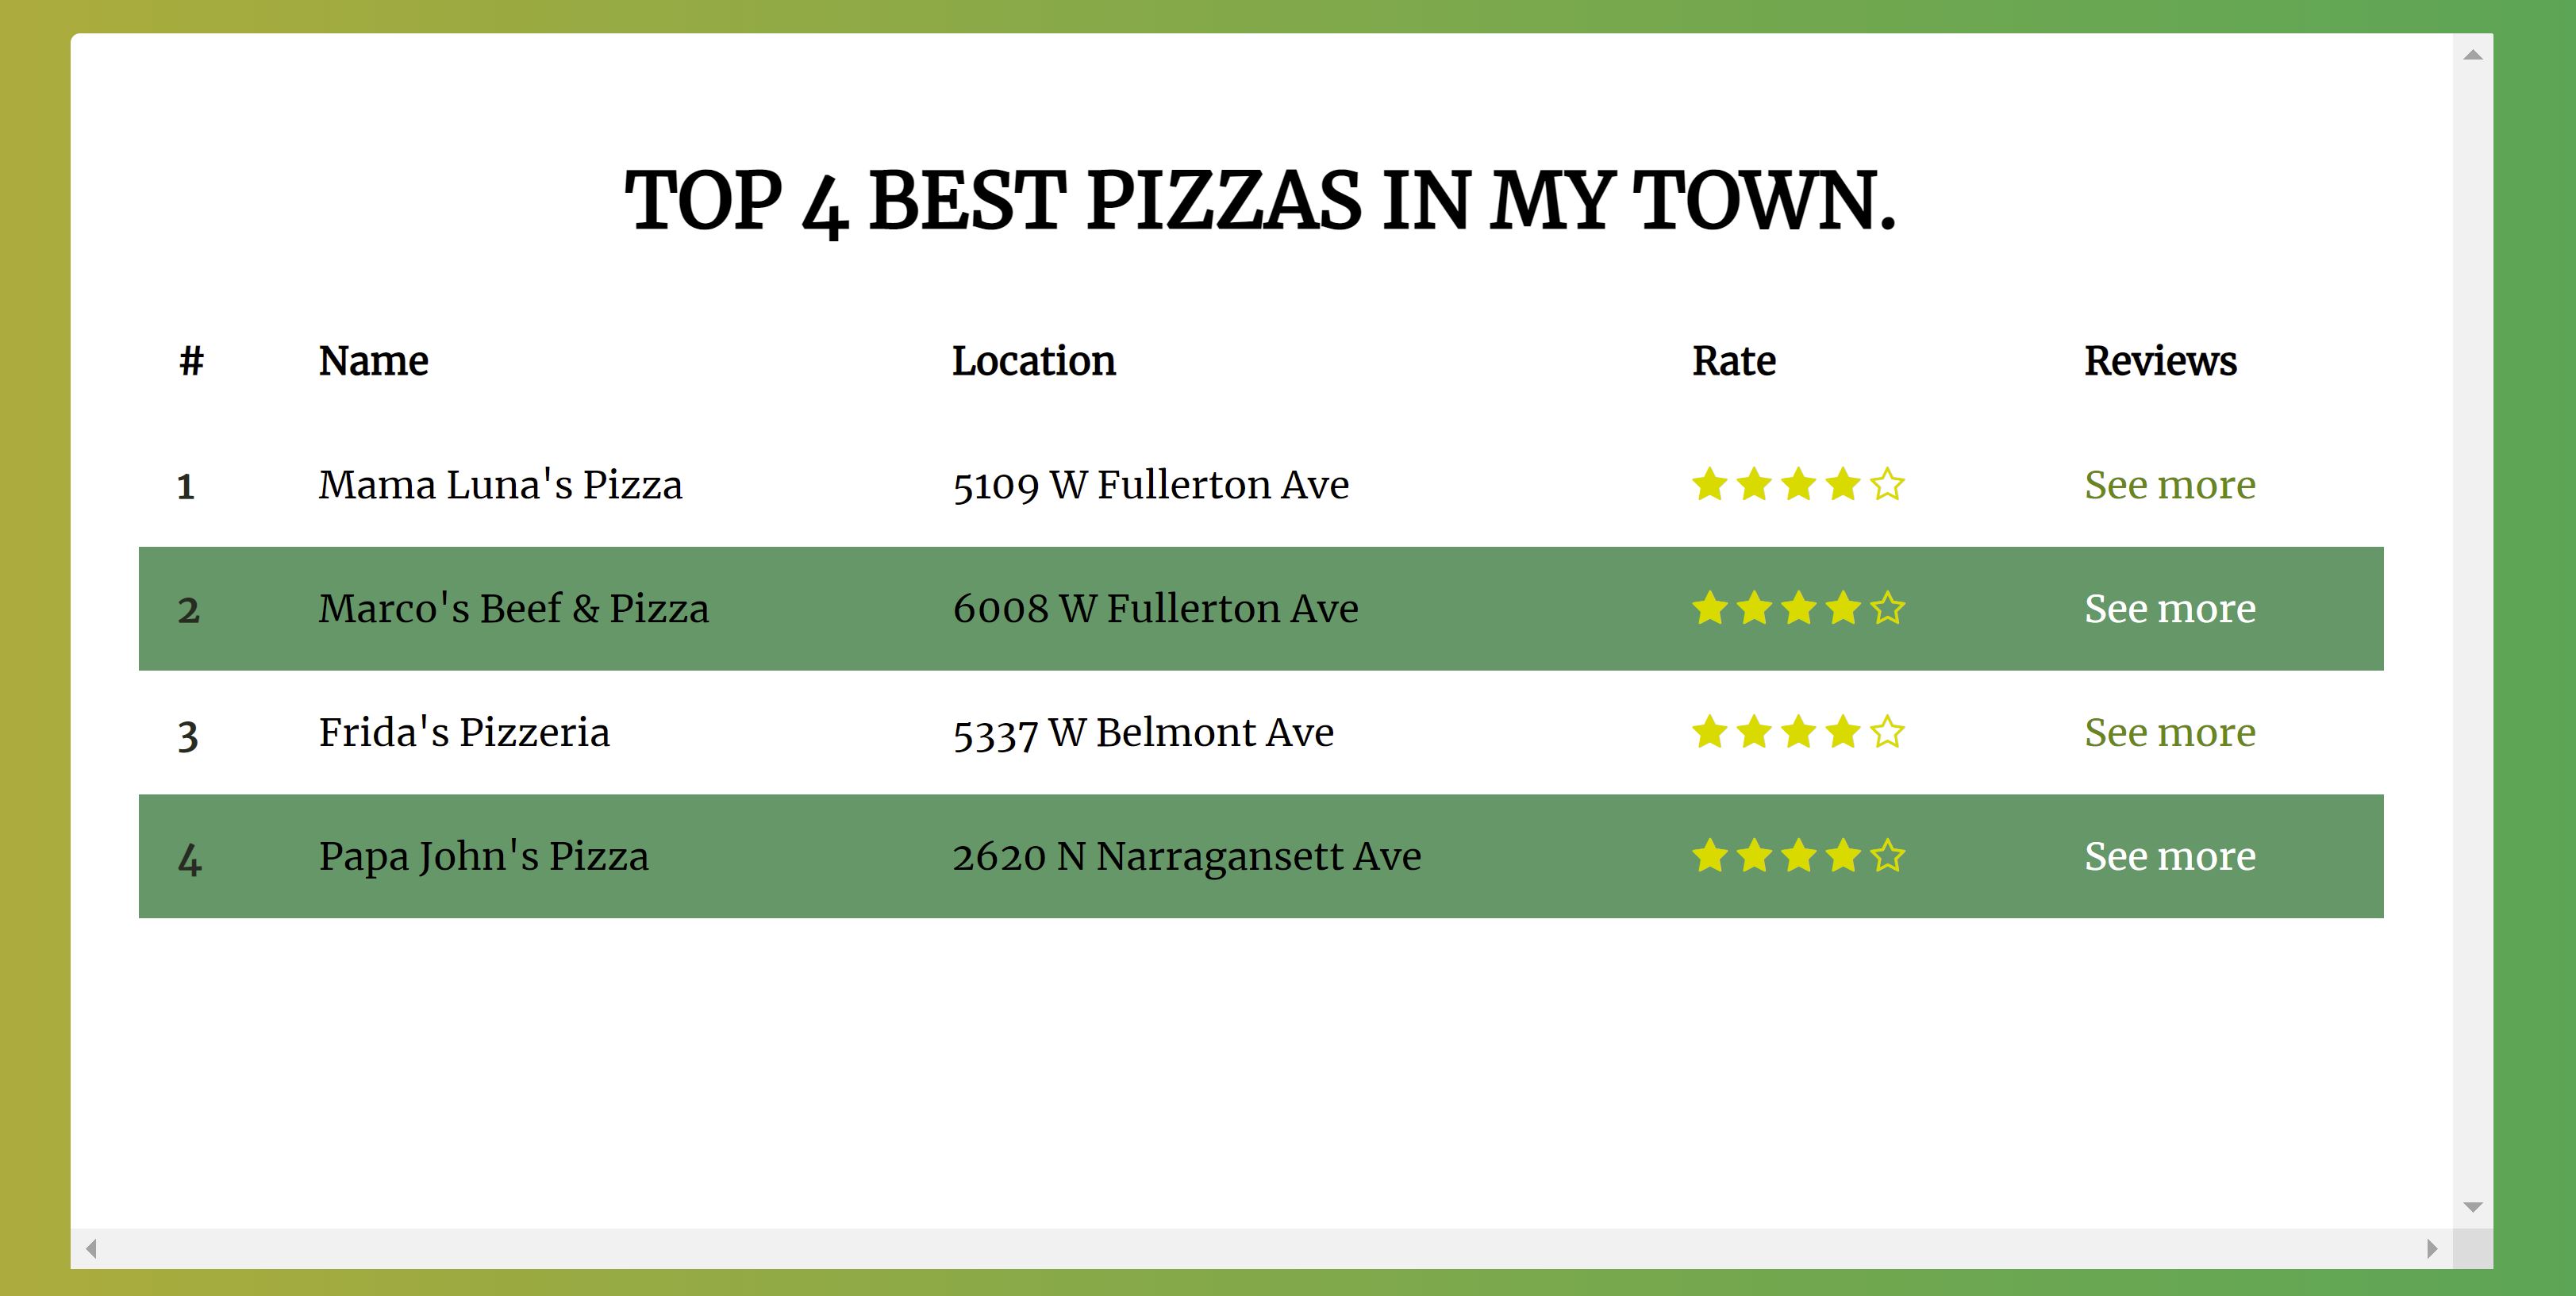 TOP 4 BEST PIZZAS IN MY TOWN.
# Name Location Rate Reviews
1 Mama Luna's Pizza 5109 W Fullerton Ave See more
2 Marco's Beef & Pizza 6008 W Fullerton Ave See more
3 Frida's Pizzeria 5337 W Belmont Ave See more
4 Papa John's Pizza 2620 N Narragansett Ave See more